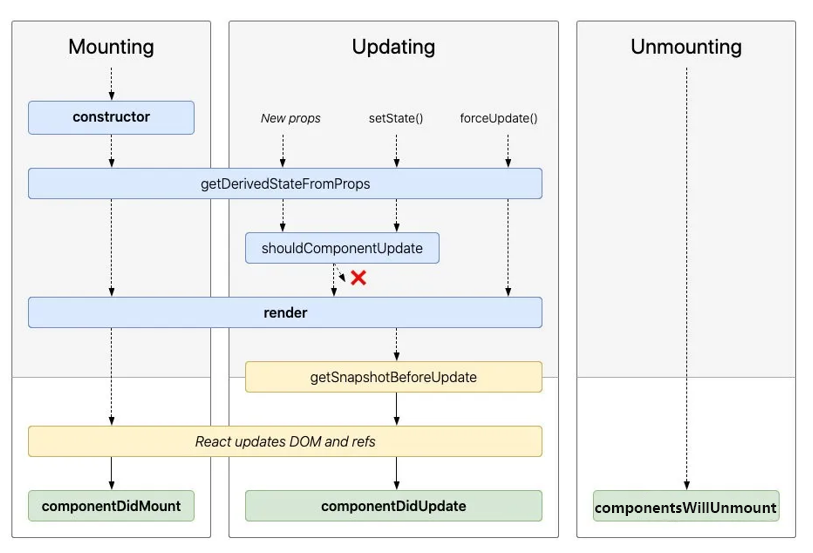 Mounting
Updating
Unmounting
constructor
New props
setState()
forceUpdate()
getDerivedStateFromProps
shouldComponentUpdate
render
getSnapshotBeforeUpdate
React updates DOM and refs
componentDidMount
componentDidUpdate
componentsWillUnmount